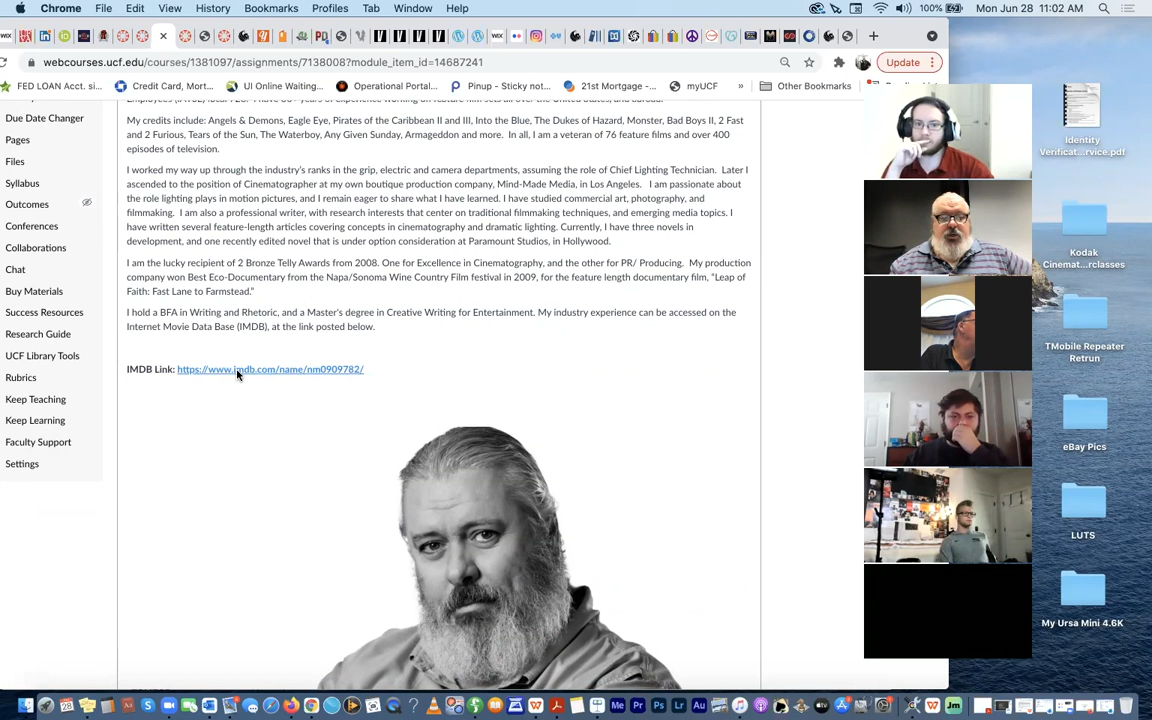 Chrome File Edit View History Bookmarks Profiles Tab Window Help 100% Mon Jun 28 11:02 AM
webcourses.ucf.edu/courses/1381097/assignments/7138008?module_item_id=14687241 Update
FED LOAN Acct. si... Credit Card, Mort... UI Online Waiting... Operational Portal... Pinup - Sticky not... 21st Mortgage -... myUCF » Other Bookmarks
Due Date Changer
Pages
Files
Syllabus
Outcomes
Conferences
Collaborations
Chat
Buy Materials
Success Resources
Research Guide
UCF Library Tools
Rubrics
Keep Teaching
Keep Learning
Faculty Support
Settings
My credits include: Angels & Demons, Eagle Eye, Pirates of the Caribbean II and III, Into the Blue, The Dukes of Hazard, Monster, Bad Boys II, 2 Fast
and 2 Furious, Tears of the Sun, The Waterboy, Any Given Sunday, Armageddon and more. In all, I am a veteran of 76 feature films and over 400
episodes of television.
I worked my way up through the industry's ranks in the grip, electric and camera departments, assuming the role of Chief Lighting Technician. Later I
ascended to the position of Cinematographer at my own boutique production company, Mind-Made Media, in Los Angeles. I am passionate about
the role lighting plays in motion pictures, and I remain eager to share what I have learned. I have studied commercial art, photography, and
filmmaking. I am also a professional writer, with research interests that center on traditional filmmaking techniques, and emerging media topics. I
have written several feature-length articles covering concepts in cinematography and dramatic lighting. Currently, I have three novels in
development, and one recently edited novel that is under option consideration at Paramount Studios, in Hollywood.
I am the lucky recipient of 2 Bronze Telly Awards from 2008. One for Excellence in Cinematography, and the other for PR/ Producing. My production
company won Best Eco-Documentary from the Napa/Sonoma Wine Country Film festival in 2009, for the feature length documentary film, "Leap of
Faith: Fast Lane to Farmstead."
I hold a BFA in Writing and Rhetoric, and a Master's degree in Creative Writing for Entertainment. My industry experience can be accessed on the
Internet Movie Data Base (IMDB), at the link posted below.
IMDB Link: https://www.imdb.com/name/nm0909782/
Identity
Verificat...rvice.pdf
Kodak
Cinemat...rclasses
TMobile Repeater
Retrun
eBay Pics
LUTS
My Ursa Mini 4.6K